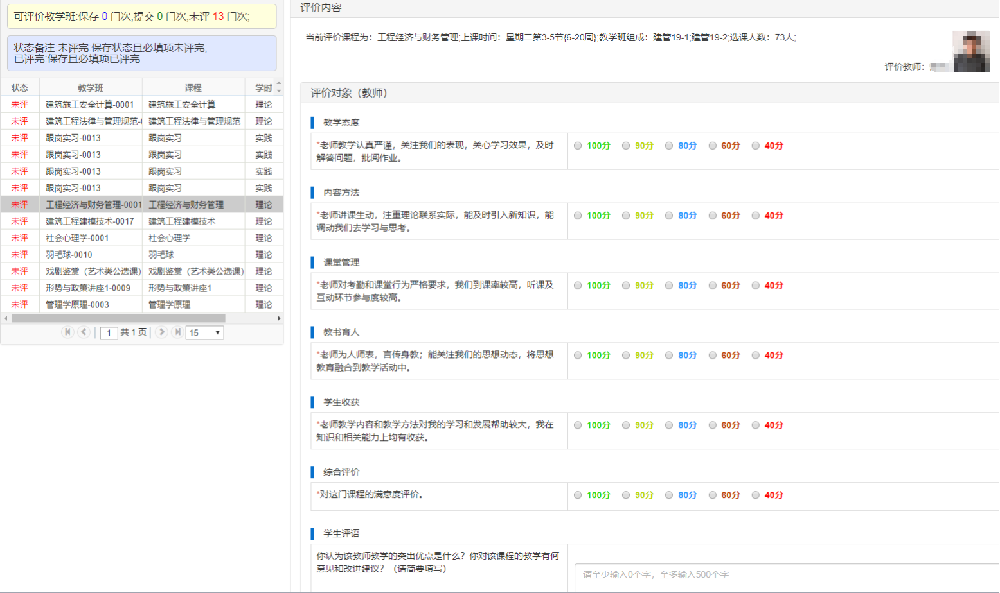 可评价教学班:保存 0 门次,提交 0 门次,未评 13 门次;
状态备注:未评完:保存状态且必填项未评完;
已评完:保存且必填项已评完
状态 教学班 课程 学时
未评 建筑施工安全计算-0001 建筑施工安全计算 理论
未评 建筑工程法律与管理规范-( 建筑工程法律与管理规范 理论
未评 跟岗实习-0013 跟岗实习 实践
未评 跟岗实习-0013 跟岗实习 实践
未评 跟岗实习-0013 跟岗实习 实践
未评 跟岗实习-0013 跟岗实习 实践
未评 工程经济与财务管理-0001 工程经济与财务管理 理论
未评 建筑工程建模技术-0017 建筑工程建模技术 理论
未评 社会心理学-0001 社会心理学 理论
未评 羽毛球-0010 羽毛球 理论
未评 戏剧鉴赏（艺术类公选课） 戏剧鉴赏（艺术类公选课） 理论
未评 形势与政策讲座1-0009 形势与政策讲座1 理论
未评 管理学原理-0003 管理学原理 理论
1 共 1 页 15
评价内容
当前评价课程为：工程经济与财务管理;上课时间：星期二第3-5节{6-20周};教学班组成：建管19-1;建管19-2;选课人数：73人;
评价教师：
评价对象（教师）
教学态度
*老师教学认真严谨，关注我们的表现，关心学习效果，及时
解答问题，批阅作业。
100分 90分 80分 60分 40分
内容方法
*老师讲课生动，注重理论联系实际，能及时引入新知识，能
调动我们去学习与思考。
100分 90分 80分 60分 40分
课堂管理
*老师对考勤和课堂行为严格要求，我们到课率较高，听课及
互动环节参与度较高。
100分 90分 80分 60分 40分
教书育人
*老师为人师表，言传身教；能关注我们的思想动态，将思想
教育融合到教学活动中。
100分 90分 80分 60分 40分
学生收获
*老师教学内容和教学方法对我的学习和发展帮助较大，我在
知识和相关能力上均有收获。
100分 90分 80分 60分 40分
综合评价
*对这门课程的满意度评价。
100分 90分 80分 60分 40分
学生评语
你认为该教师教学的突出优点是什么？你对该课程的教学有何
意见和改进建议？（请简要填写）
请至少输入0个字，至多输入500个字